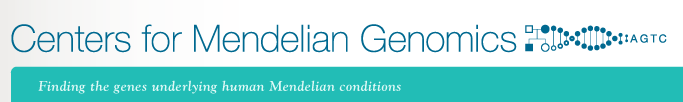 Centers for Mendelian Genomics AGTC
Finding the genes underlying human Mendelian conditions